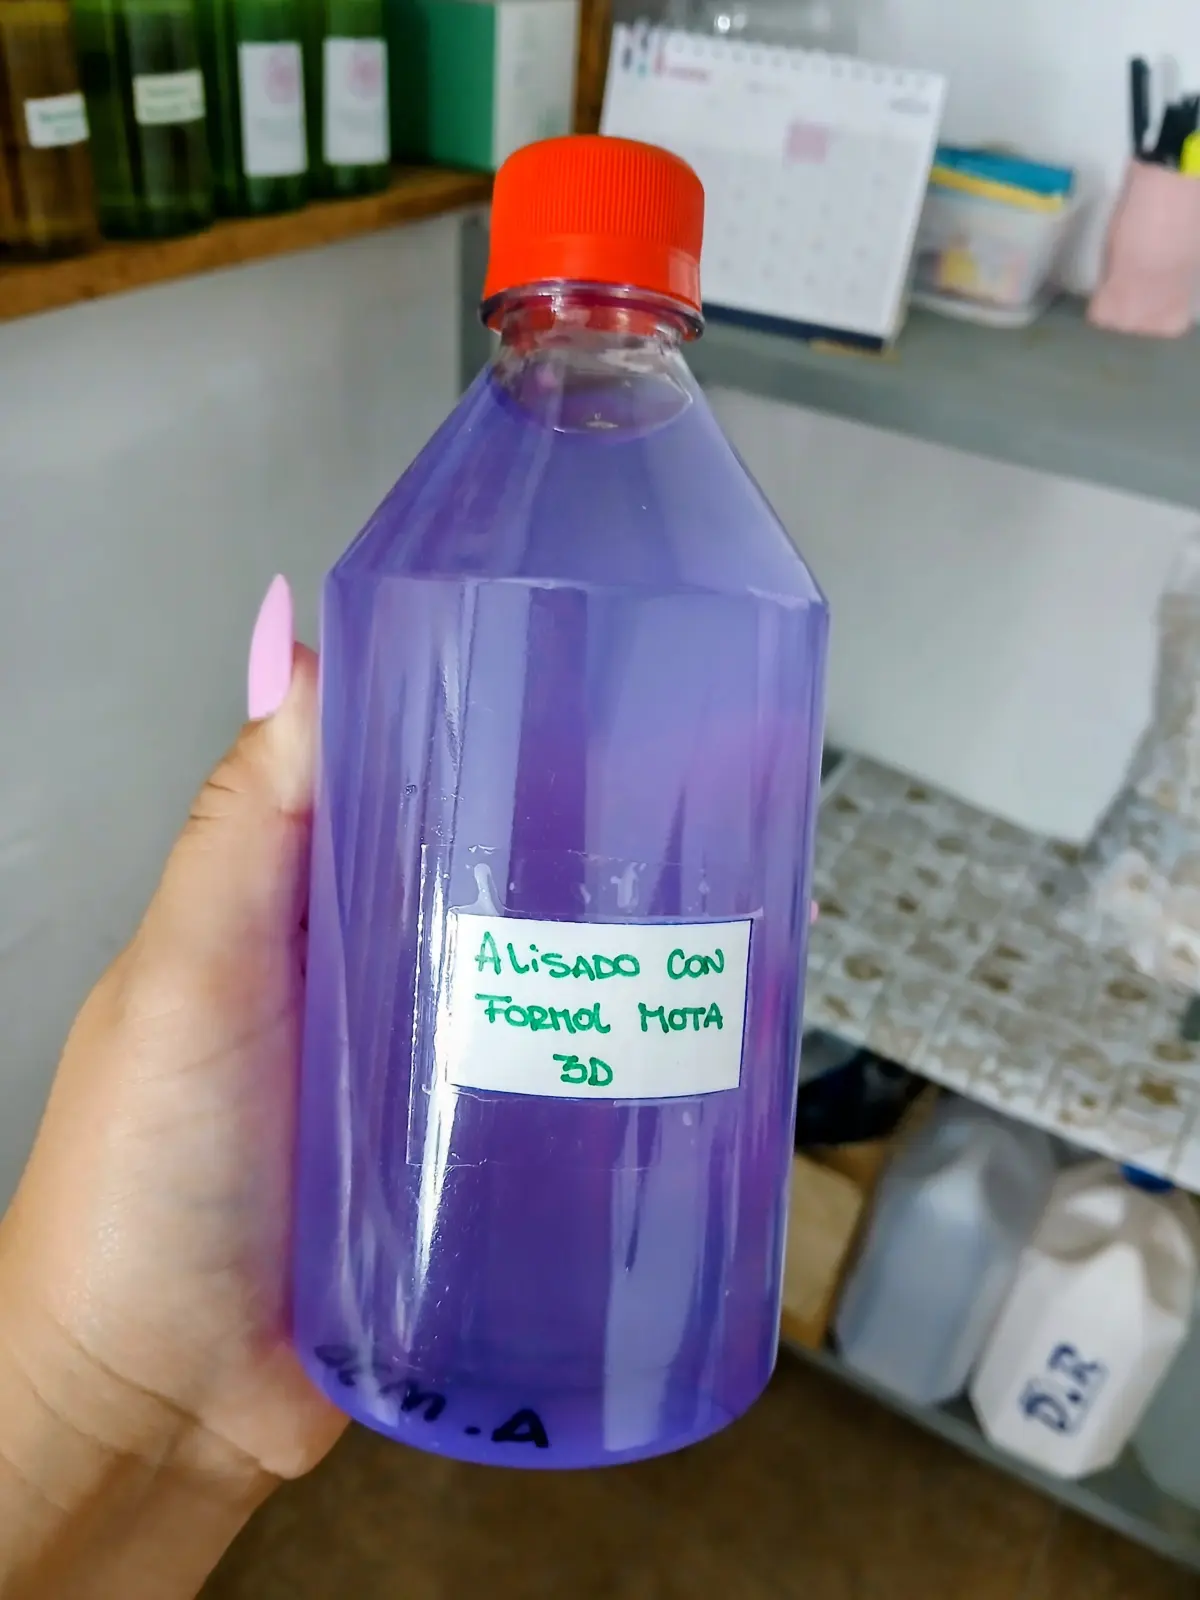 ALiSADO CON
FORMOL MOTA
3D
D.R